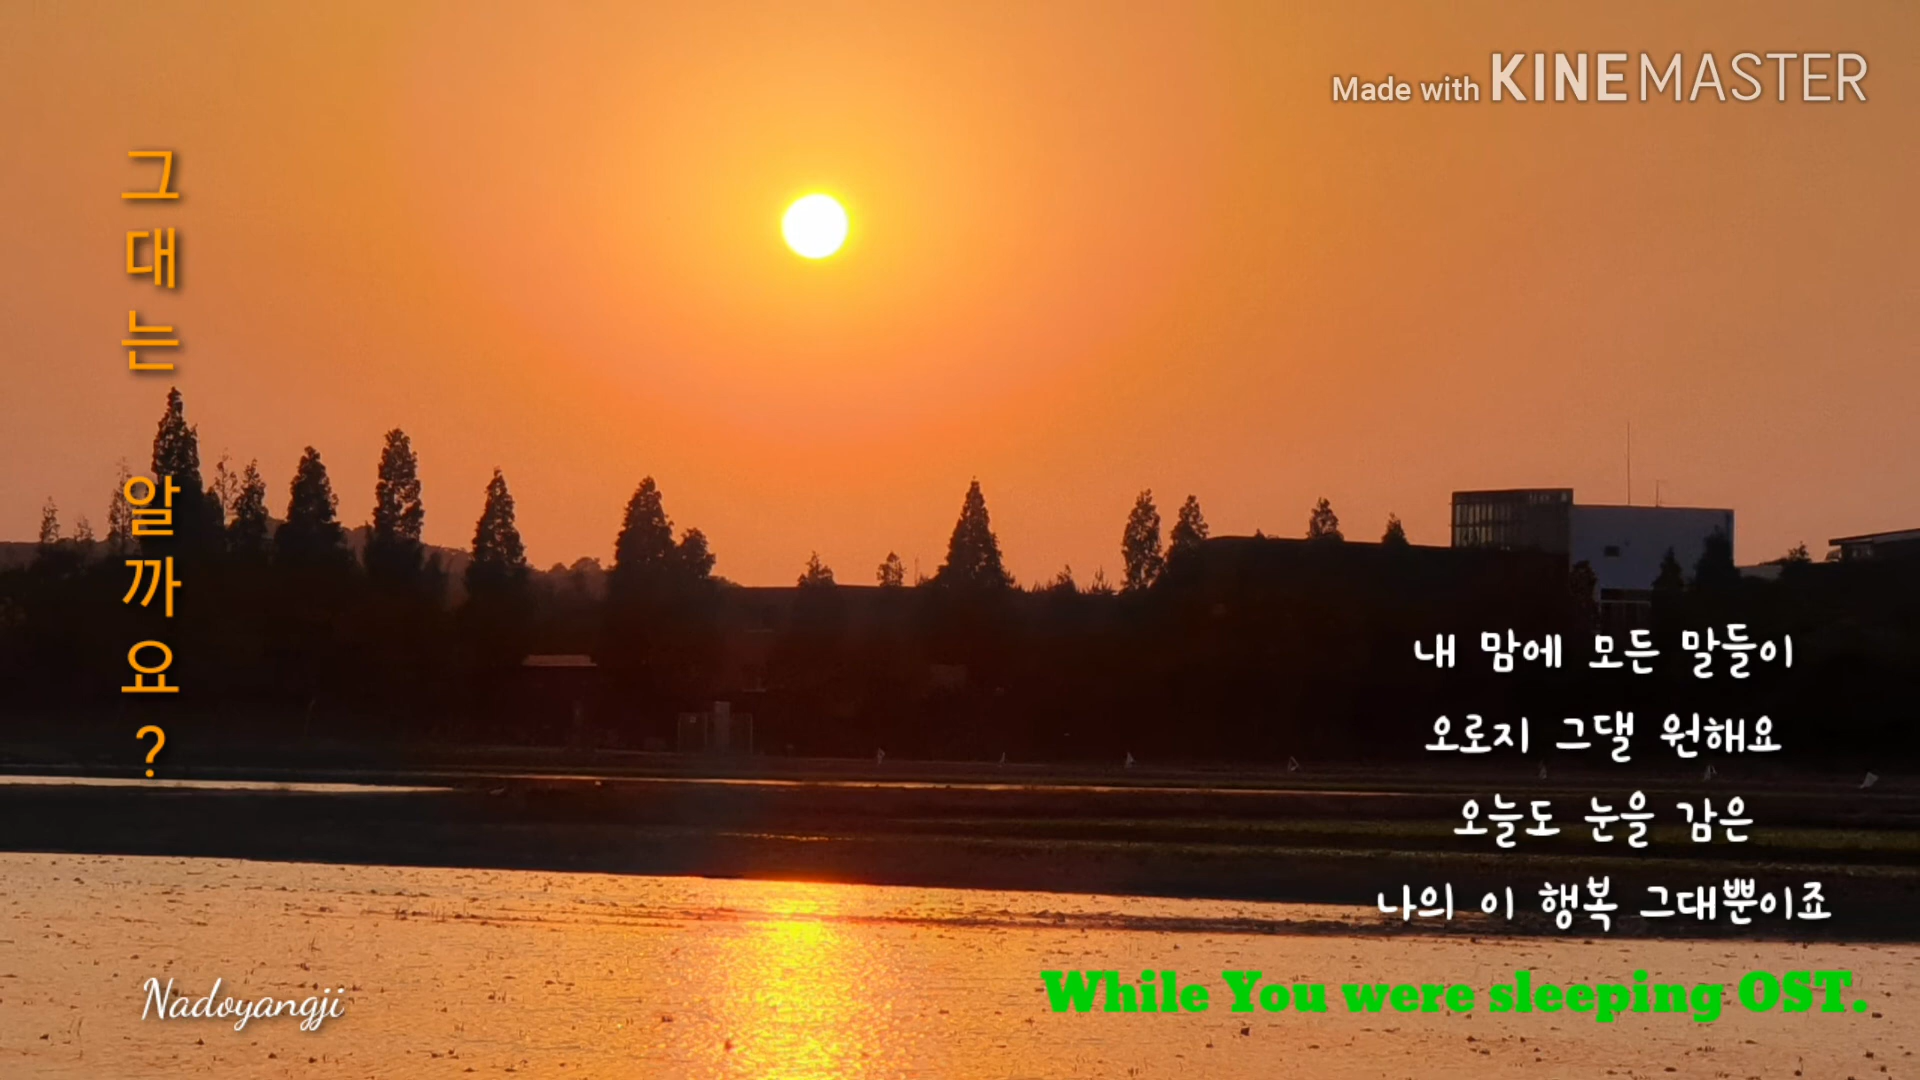 Made with KINEMASTER
그대는 알까요?
내 맘에 모든 말들이
오로지 그댈 원해요
오늘도 눈을 감은
나의 이 행복 그대뿐이죠
While You were sleeping OST.
Nadoyangji